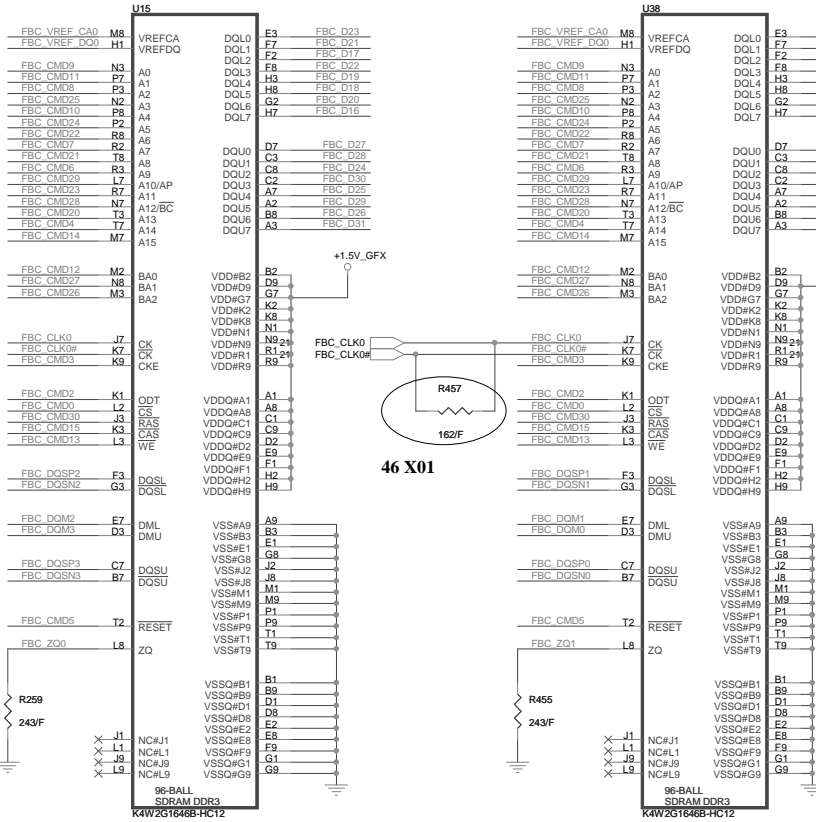 U15
FBC_VREF_CA0 M8 VREFCA
FBC_VREF_DQ0 H1 VREFDQ
FBC_CMD9 N3 A0
FBC_CMD11 P7 A1
FBC_CMD8 P3 A2
FBC_CMD25 N2 A3
FBC_CMD10 P8 A4
FBC_CMD24 P2 A5
FBC_CMD22 R8 A6
FBC_CMD7 R2 A7
FBC_CMD21 T8 A8
FBC_CMD6 R3 A9
FBC_CMD29 L7 A10/AP
FBC_CMD23 R7 A11
FBC_CMD28 N7 A12/BC
FBC_CMD20 T3 A13
FBC_CMD4 T7 A14
FBC_CMD14 M7 A15
FBC_CMD12 M2 BA0
FBC_CMD27 N8 BA1
FBC_CMD26 M3 BA2
FBC_CLK0 J7 CK
FBC_CLK0# K7 CK
FBC_CMD3 K9 CKE
FBC_CMD2 K1 ODT
FBC_CMD0 L2 CS
FBC_CMD30 J3 RAS
FBC_CMD15 K3 CAS
FBC_CMD13 L3 WE
FBC_DQSP2 F3 DQSL
FBC_DQSN2 G3 DQSL
FBC_DQM2 E7 DML
FBC_DQM3 D3 DMU
FBC_DQSP3 C7 DQSU
FBC_DQSN3 B7 DQSU
FBC_CMD5 T2 RESET
FBC_ZQ0 L8 ZQ
R259
243/F
J1 NC#J1
L1 NC#L1
J9 NC#J9
L9 NC#L9
DQL0 E3 FBC_D23
DQL1 F7 FBC_D21
DQL2 F2 FBC_D17
DQL3 F8 FBC_D22
DQL4 H3 FBC_D19
DQL5 H8 FBC_D18
DQL6 G2 FBC_D20
DQL7 H7 FBC_D16
DQU0 D7 FBC_D27
DQU1 C3 FBC_D28
DQU2 C8 FBC_D24
DQU3 C2 FBC_D30
DQU4 A7 FBC_D25
DQU5 A2 FBC_D29
DQU6 B8 FBC_D26
DQU7 A3 FBC_D31
+1.5V_GFX
VDD#B2 B2
VDD#D9 D9
VDD#G7 G7
VDD#K2 K2
VDD#K8 K8
VDD#N1 N1
VDD#N9 N9
VDD#R1 R1
VDD#R9 R9
VDDQ#A1 A1
VDDQ#A8 A8
VDDQ#C1 C1
VDDQ#C9 C9
VDDQ#D2 D2
VDDQ#E9 E9
VDDQ#F1 F1
VDDQ#H2 H2
VDDQ#H9 H9
VSS#A9 A9
VSS#B3 B3
VSS#E1 E1
VSS#G8 G8
VSS#J2 J2
VSS#J8 J8
VSS#M1 M1
VSS#M9 M9
VSS#P1 P1
VSS#P9 P9
VSS#T1 T1
VSS#T9 T9
VSSQ#B1 B1
VSSQ#B9 B9
VSSQ#D1 D1
VSSQ#D8 D8
VSSQ#E2 E2
VSSQ#E8 E8
VSSQ#F9 F9
VSSQ#G1 G1
VSSQ#G9 G9
96-BALL
SDRAM DDR3
K4W2G1646B-HC12
21 FBC_CLK0
21 FBC_CLK0#
R457
162/F
46 X01
U38
FBC_VREF_CA0 M8 VREFCA
FBC_VREF_DQ0 H1 VREFDQ
FBC_CMD9 N3 A0
FBC_CMD11 P7 A1
FBC_CMD8 P3 A2
FBC_CMD25 N2 A3
FBC_CMD10 P8 A4
FBC_CMD24 P2 A5
FBC_CMD22 R8 A6
FBC_CMD7 R2 A7
FBC_CMD21 T8 A8
FBC_CMD6 R3 A9
FBC_CMD29 L7 A10/AP
FBC_CMD23 R7 A11
FBC_CMD28 N7 A12/BC
FBC_CMD20 T3 A13
FBC_CMD4 T7 A14
FBC_CMD14 M7 A15
FBC_CMD12 M2 BA0
FBC_CMD27 N8 BA1
FBC_CMD26 M3 BA2
FBC_CLK0 J7 CK
FBC_CLK0# K7 CK
FBC_CMD3 K9 CKE
FBC_CMD2 K1 ODT
FBC_CMD0 L2 CS
FBC_CMD30 J3 RAS
FBC_CMD15 K3 CAS
FBC_CMD13 L3 WE
FBC_DQSP1 F3 DQSL
FBC_DQSN1 G3 DQSL
FBC_DQM1 E7 DML
FBC_DQM0 D3 DMU
FBC_DQSP0 C7 DQSU
FBC_DQSN0 B7 DQSU
FBC_CMD5 T2 RESET
FBC_ZQ1 L8 ZQ
R455
243/F
J1 NC#J1
L1 NC#L1
J9 NC#J9
L9 NC#L9
DQL0 E3
DQL1 F7
DQL2 F2
DQL3 F8
DQL4 H3
DQL5 H8
DQL6 G2
DQL7 H7
DQU0 D7
DQU1 C3
DQU2 C8
DQU3 C2
DQU4 A7
DQU5 A2
DQU6 B8
DQU7 A3
VDD#B2 B2
VDD#D9 D9
VDD#G7 G7
VDD#K2 K2
VDD#K8 K8
VDD#N1 N1
VDD#N9 N9 21
VDD#R1 R1 21
VDD#R9 R9
VDDQ#A1 A1
VDDQ#A8 A8
VDDQ#C1 C1
VDDQ#C9 C9
VDDQ#D2 D2
VDDQ#E9 E9
VDDQ#F1 F1
VDDQ#H2 H2
VDDQ#H9 H9
VSS#A9 A9
VSS#B3 B3
VSS#E1 E1
VSS#G8 G8
VSS#J2 J2
VSS#J8 J8
VSS#M1 M1
VSS#M9 M9
VSS#P1 P1
VSS#P9 P9
VSS#T1 T1
VSS#T9 T9
VSSQ#B1 B1
VSSQ#B9 B9
VSSQ#D1 D1
VSSQ#D8 D8
VSSQ#E2 E2
VSSQ#E8 E8
VSSQ#F9 F9
VSSQ#G1 G1
VSSQ#G9 G9
96-BALL
SDRAM DDR3
K4W2G1646B-HC12